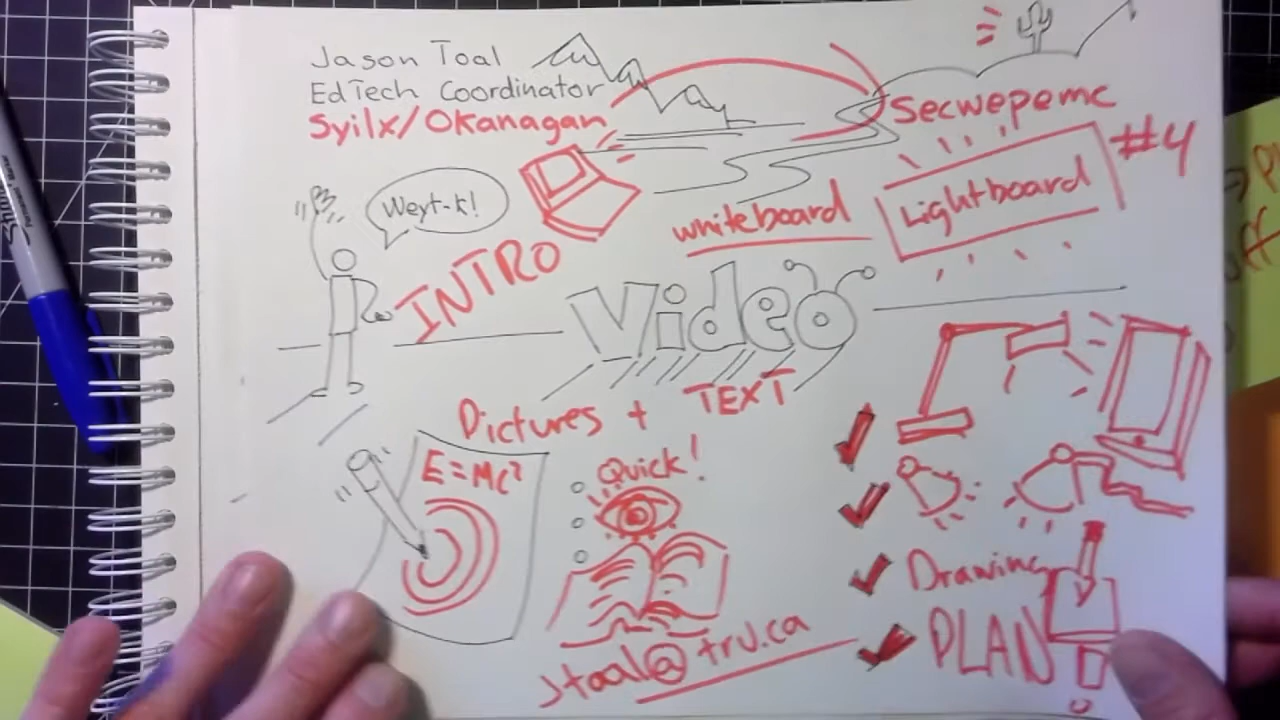 Jason Toal
EdTech Coordinator
Syilx/Okanagan
Secwepemc
#4
Weyt-k!
INTRO
whiteboard
Lightboard
Video
Pictures + TEXT
E=MC²
Quick!
Drawing
PLAN
jtoal@tru.ca